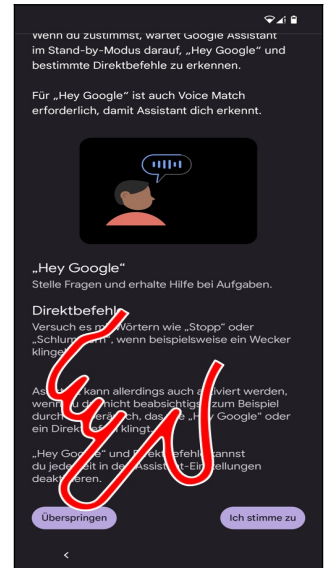 Wenn du zustimmst, wartet Google Assistant
im Stand-by-Modus darauf, „Hey Google“ und
bestimmte Direktbefehle zu erkennen.
Für „Hey Google“ ist auch Voice Match
erforderlich, damit Assistant dich erkennt.
„Hey Google“
Stelle Fragen und erhalte Hilfe bei Aufgaben.
Direktbefehle
Versuch es mit Wörtern wie „Stopp“ oder
„Schlummern“, wenn beispielsweise ein Wecker
klingelt.
Assistant kann allerdings auch aktiviert werden,
wenn du das nicht beabsichtigst, zum Beispiel
durch ein Geräusch, das wie „Hey Google“ oder
ein Direktbefehl klingt.
„Hey Google“ und Direktbefehle kannst
du jederzeit in den Assistant-Einstellungen
deaktivieren.
Überspringen
Ich stimme zu